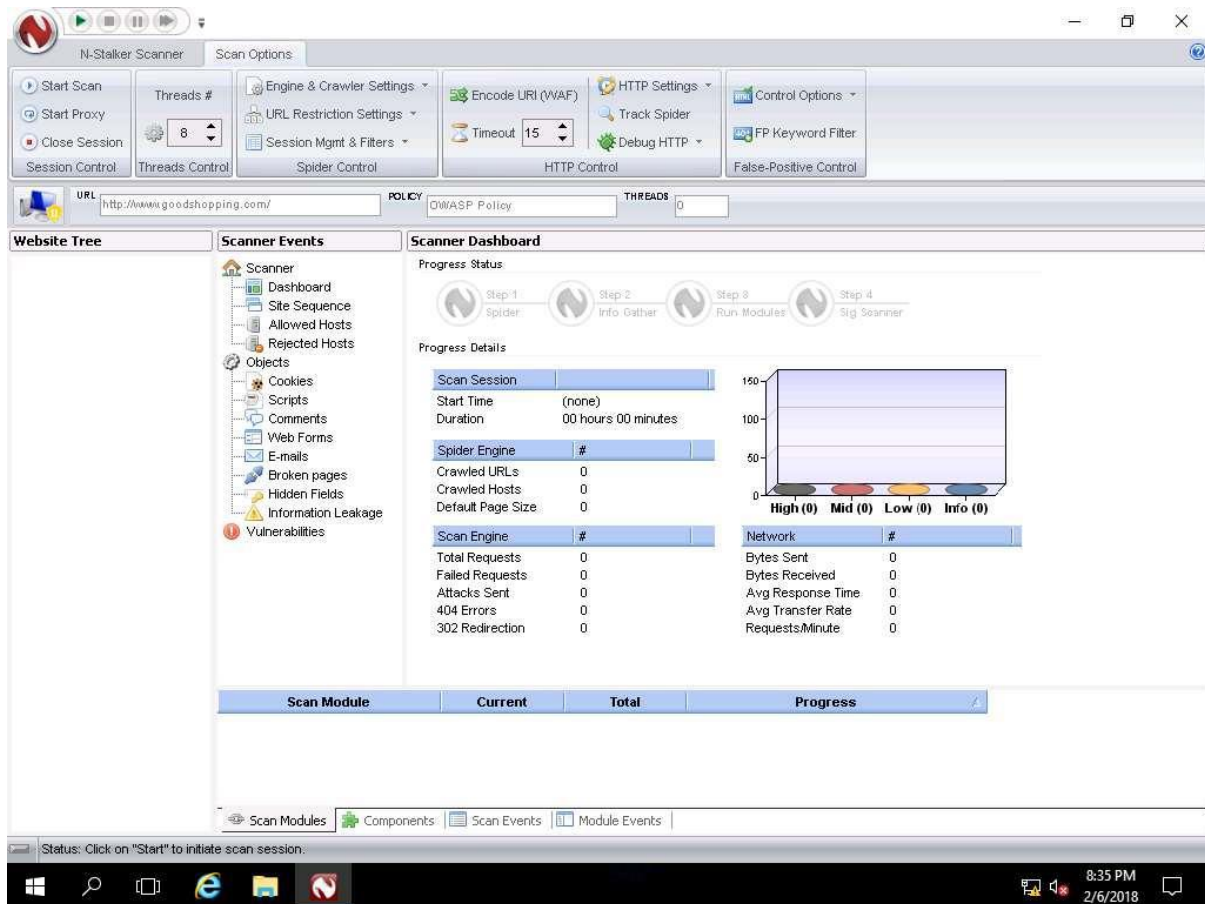 N-Stalker Scanner
Scan Options
Start Scan
Start Proxy
Close Session
Session Control
Threads #
8
Threads Control
Engine & Crawler Settings
URL Restriction Settings
Session Mgmt & Filters
Spider Control
Encode URI (WAF)
Timeout 15
HTTP Settings
Track Spider
Debug HTTP
HTTP Control
Control Options
FP Keyword Filter
False-Positive Control
URL http://www.goodshopping.com/
POLICY OWASP Policy
THREADS 0
Website Tree
Scanner Events
Scanner
Dashboard
Site Sequence
Allowed Hosts
Rejected Hosts
Objects
Cookies
Scripts
Comments
Web Forms
E-mails
Broken pages
Hidden Fields
Information Leakage
Vulnerabilities
Scanner Dashboard
Progress Status
Step 1
Spider
Step 2
Info Gather
Step 3
Run Modules
Step 4
Sig Scanner
Progress Details
Scan Session
Start Time (none)
Duration 00 hours 00 minutes
Spider Engine #
Crawled URLs 0
Crawled Hosts 0
Default Page Size 0
Scan Engine #
Total Requests 0
Failed Requests 0
Attacks Sent 0
404 Errors 0
302 Redirection 0
150
100
50
0
High (0) Mid (0) Low (0) Info (0)
Network #
Bytes Sent 0
Bytes Received 0
Avg Response Time 0
Avg Transfer Rate 0
Requests/Minute 0
Scan Module Current Total Progress
Scan Modules Components Scan Events Module Events
Status: Click on "Start" to initiate scan session.
8:35 PM
2/6/2018